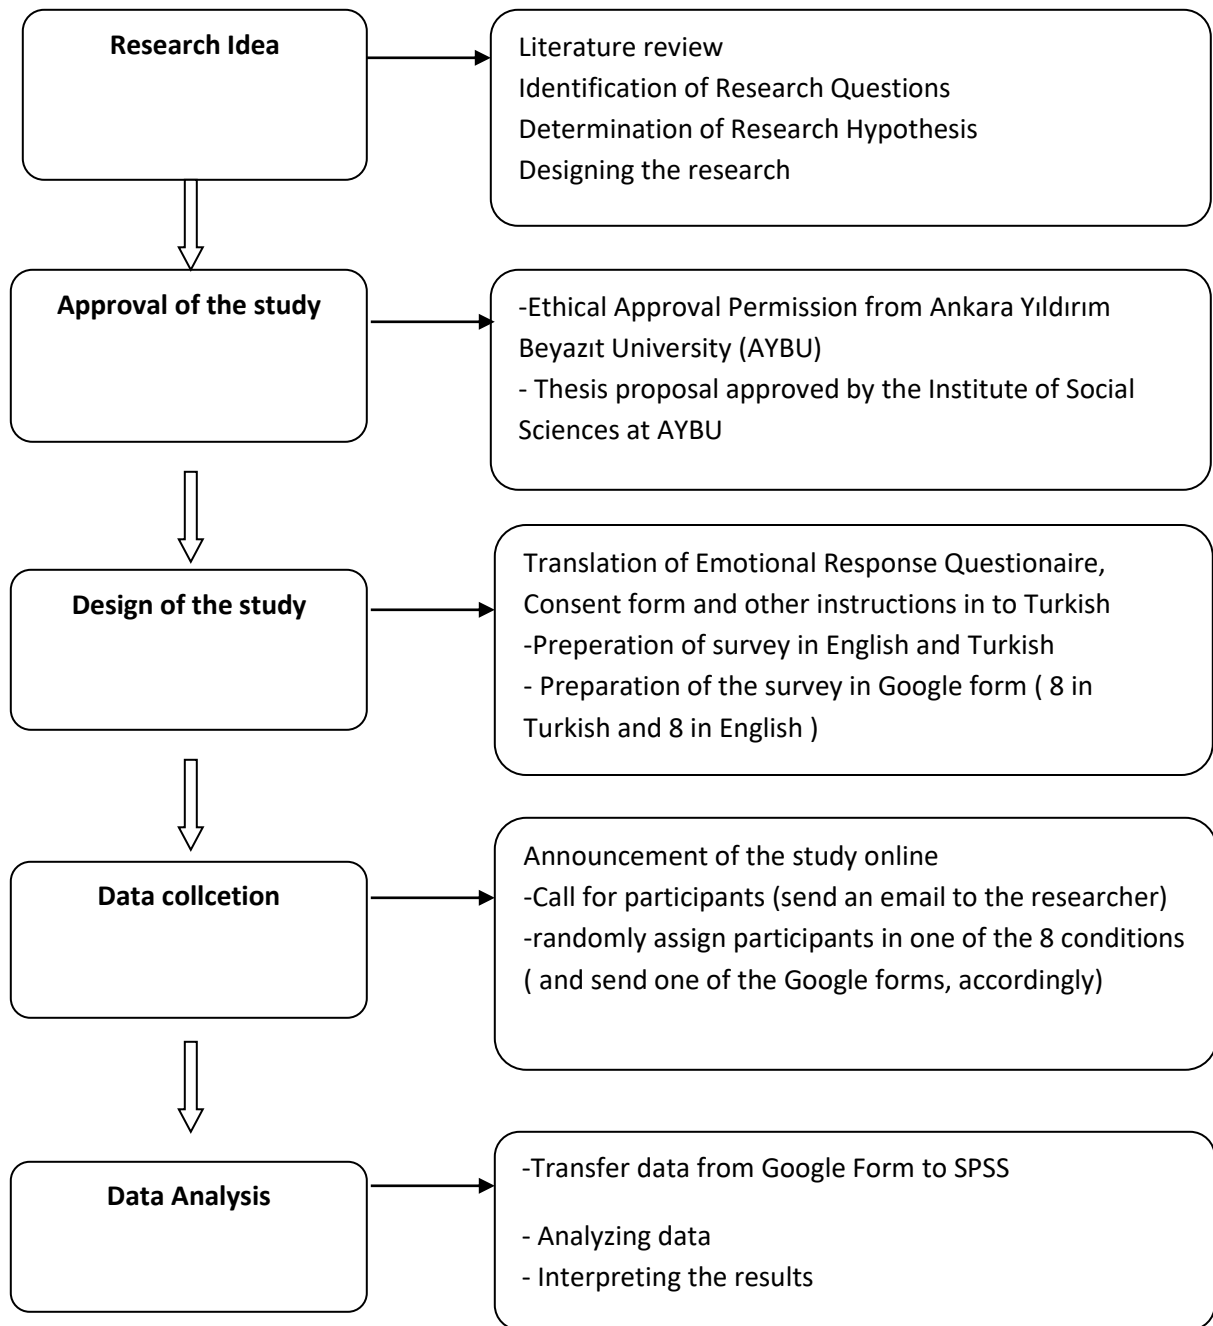 Research Idea
Literature review
Identification of Research Questions
Determination of Research Hypothesis
Designing the research
Approval of the study
-Ethical Approval Permission from Ankara Yıldırım
Beyazıt University (AYBU)
- Thesis proposal approved by the Institute of Social
Sciences at AYBU
Design of the study
Translation of Emotional Response Questionaire,
Consent form and other instructions in to Turkish
-Preperation of survey in English and Turkish
- Preparation of the survey in Google form ( 8 in
Turkish and 8 in English )
Data collcetion
Announcement of the study online
-Call for participants (send an email to the researcher)
-randomly assign participants in one of the 8 conditions
( and send one of the Google forms, accordingly)
Data Analysis
-Transfer data from Google Form to SPSS
- Analyzing data
- Interpreting the results